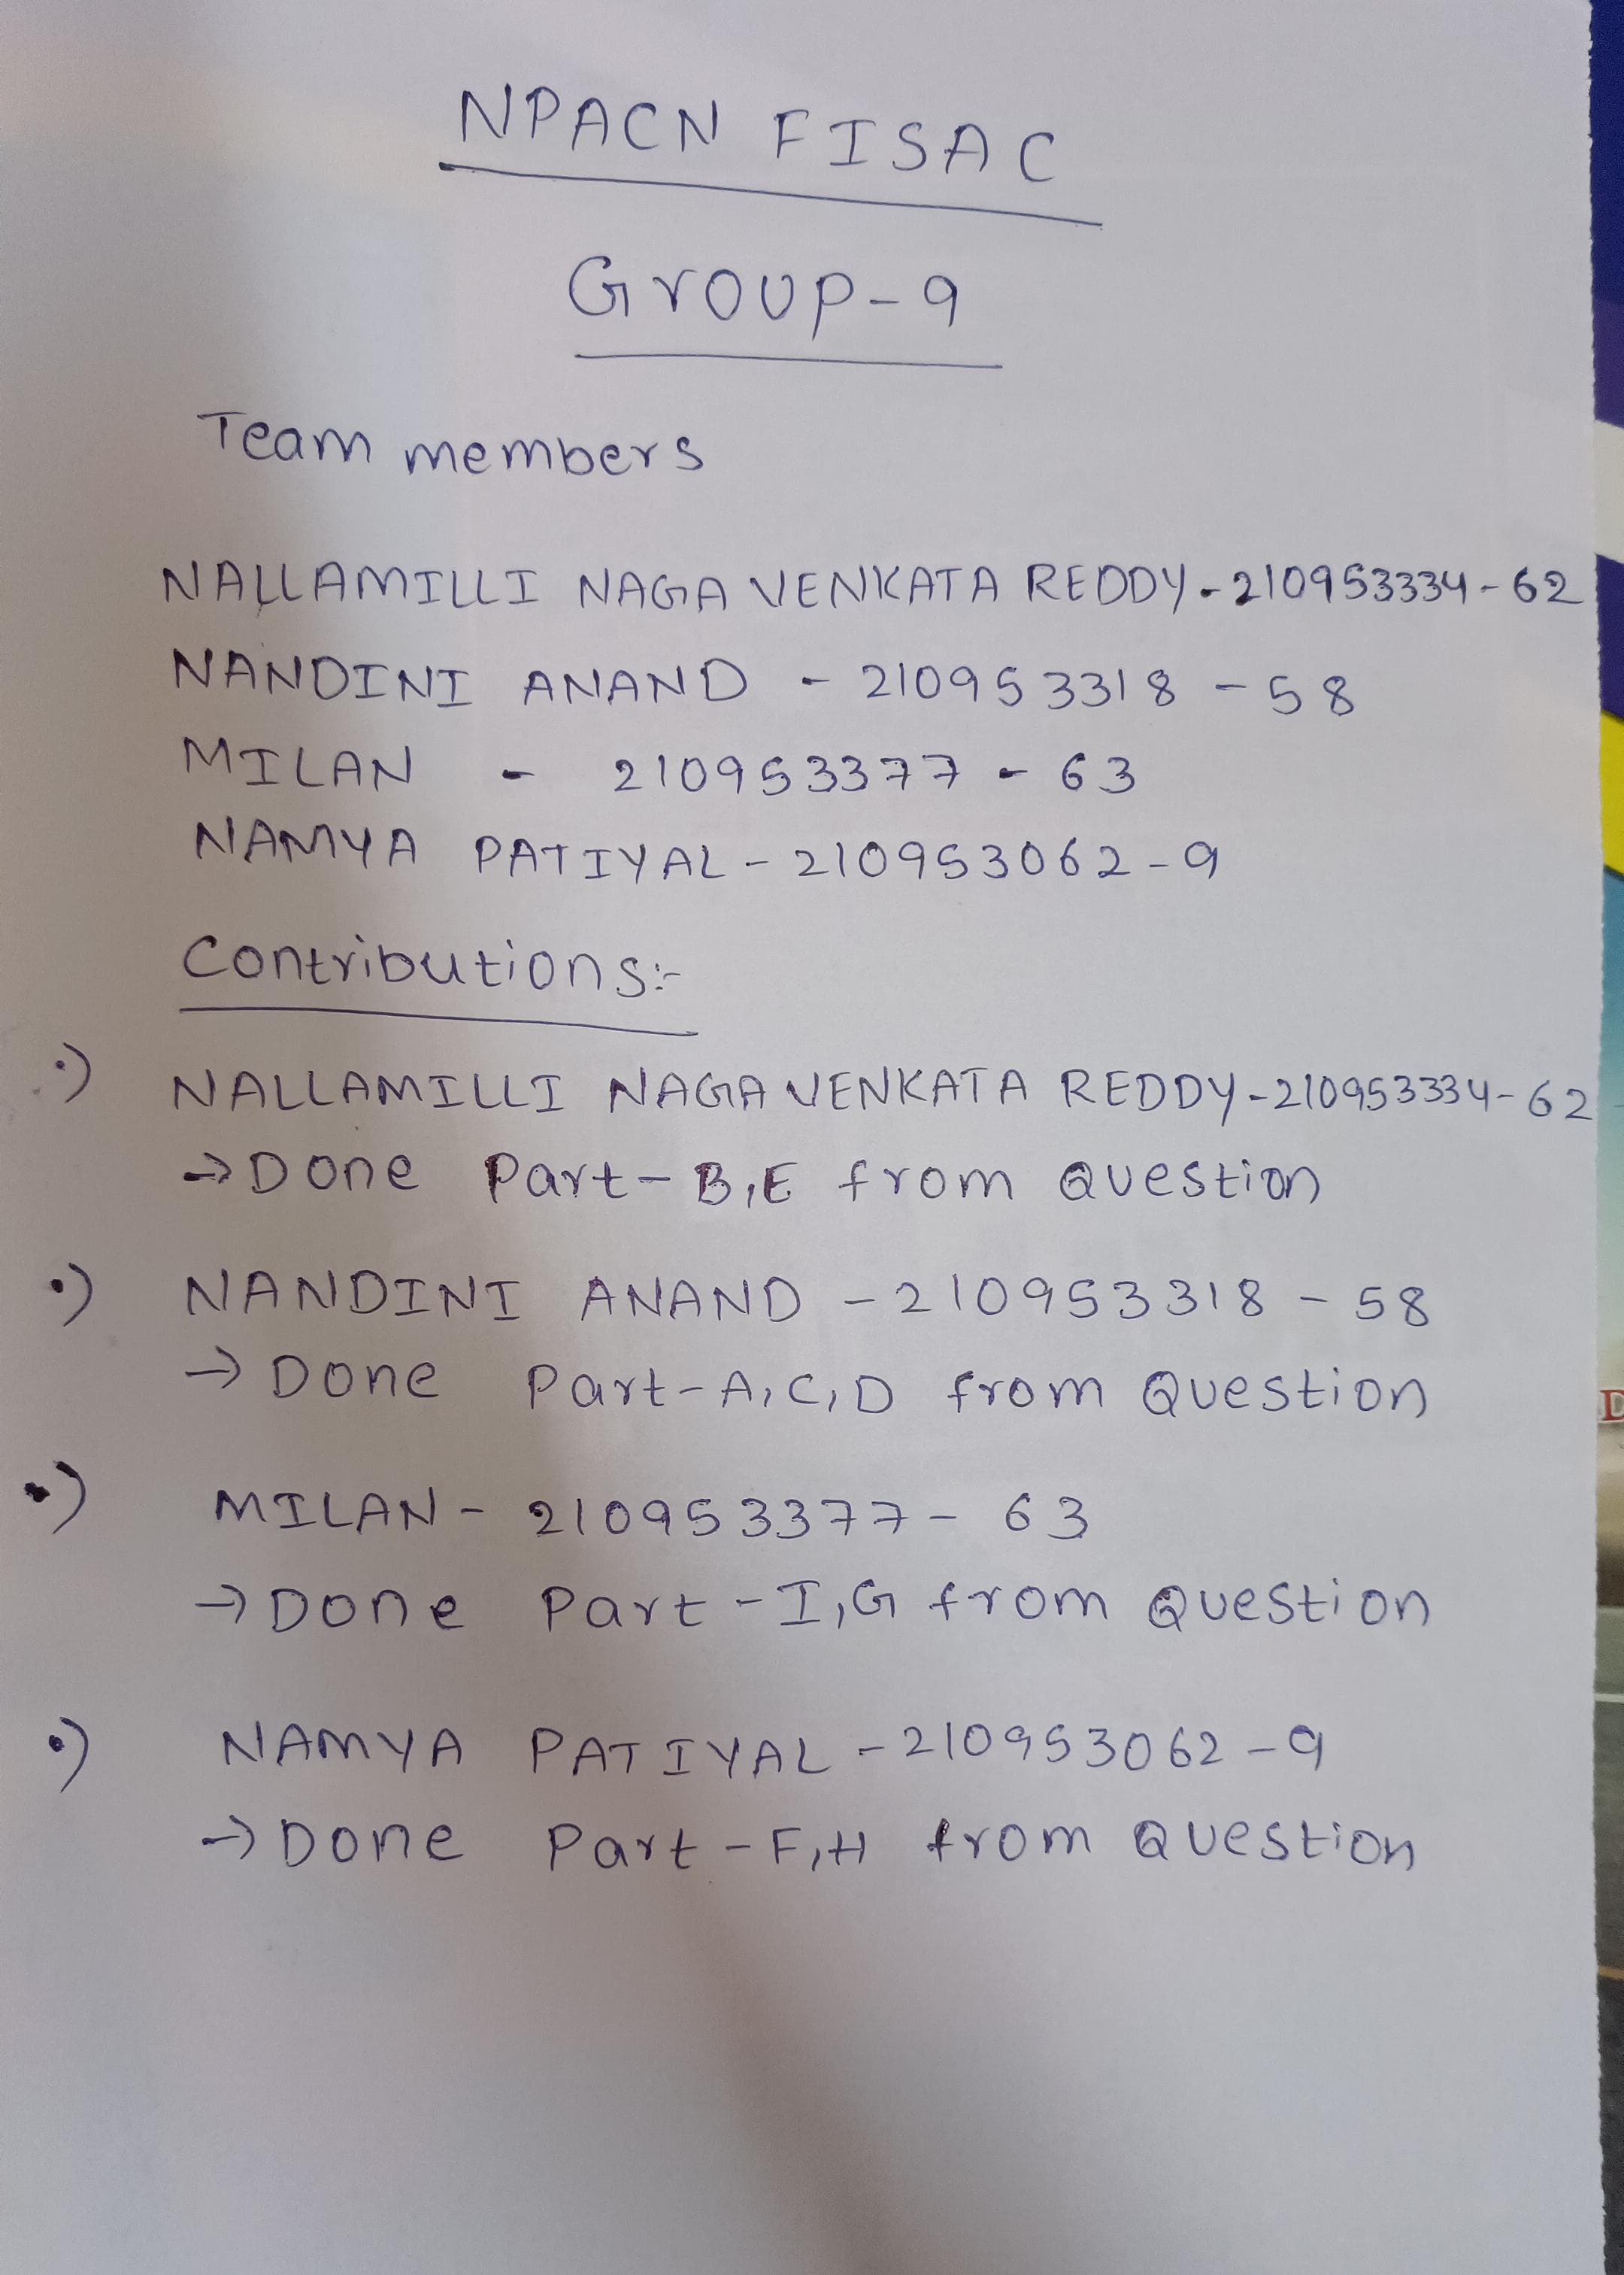 NPACN FISAC
Group-9
Team members
NALLAMILLI NAGA VENKATA REDDY-210953334-62
NANDINI ANAND - 210953318 - 58
MILAN - 210953377 - 63
NAMYA PATIYAL - 210953062-9
Contributions:-
•) NALLAMILLI NAGA VENKATA REDDY-210953334-62
→Done Part-B,E from Question
•) NANDINI ANAND - 210953318 - 58
→ Done Part-A,C,D from Question
•) MILAN - 210953377- 63
→Done Part -I,G from Question
•) NAMYA PATIYAL - 210953062-9
→Done Part -F,H from Question
D